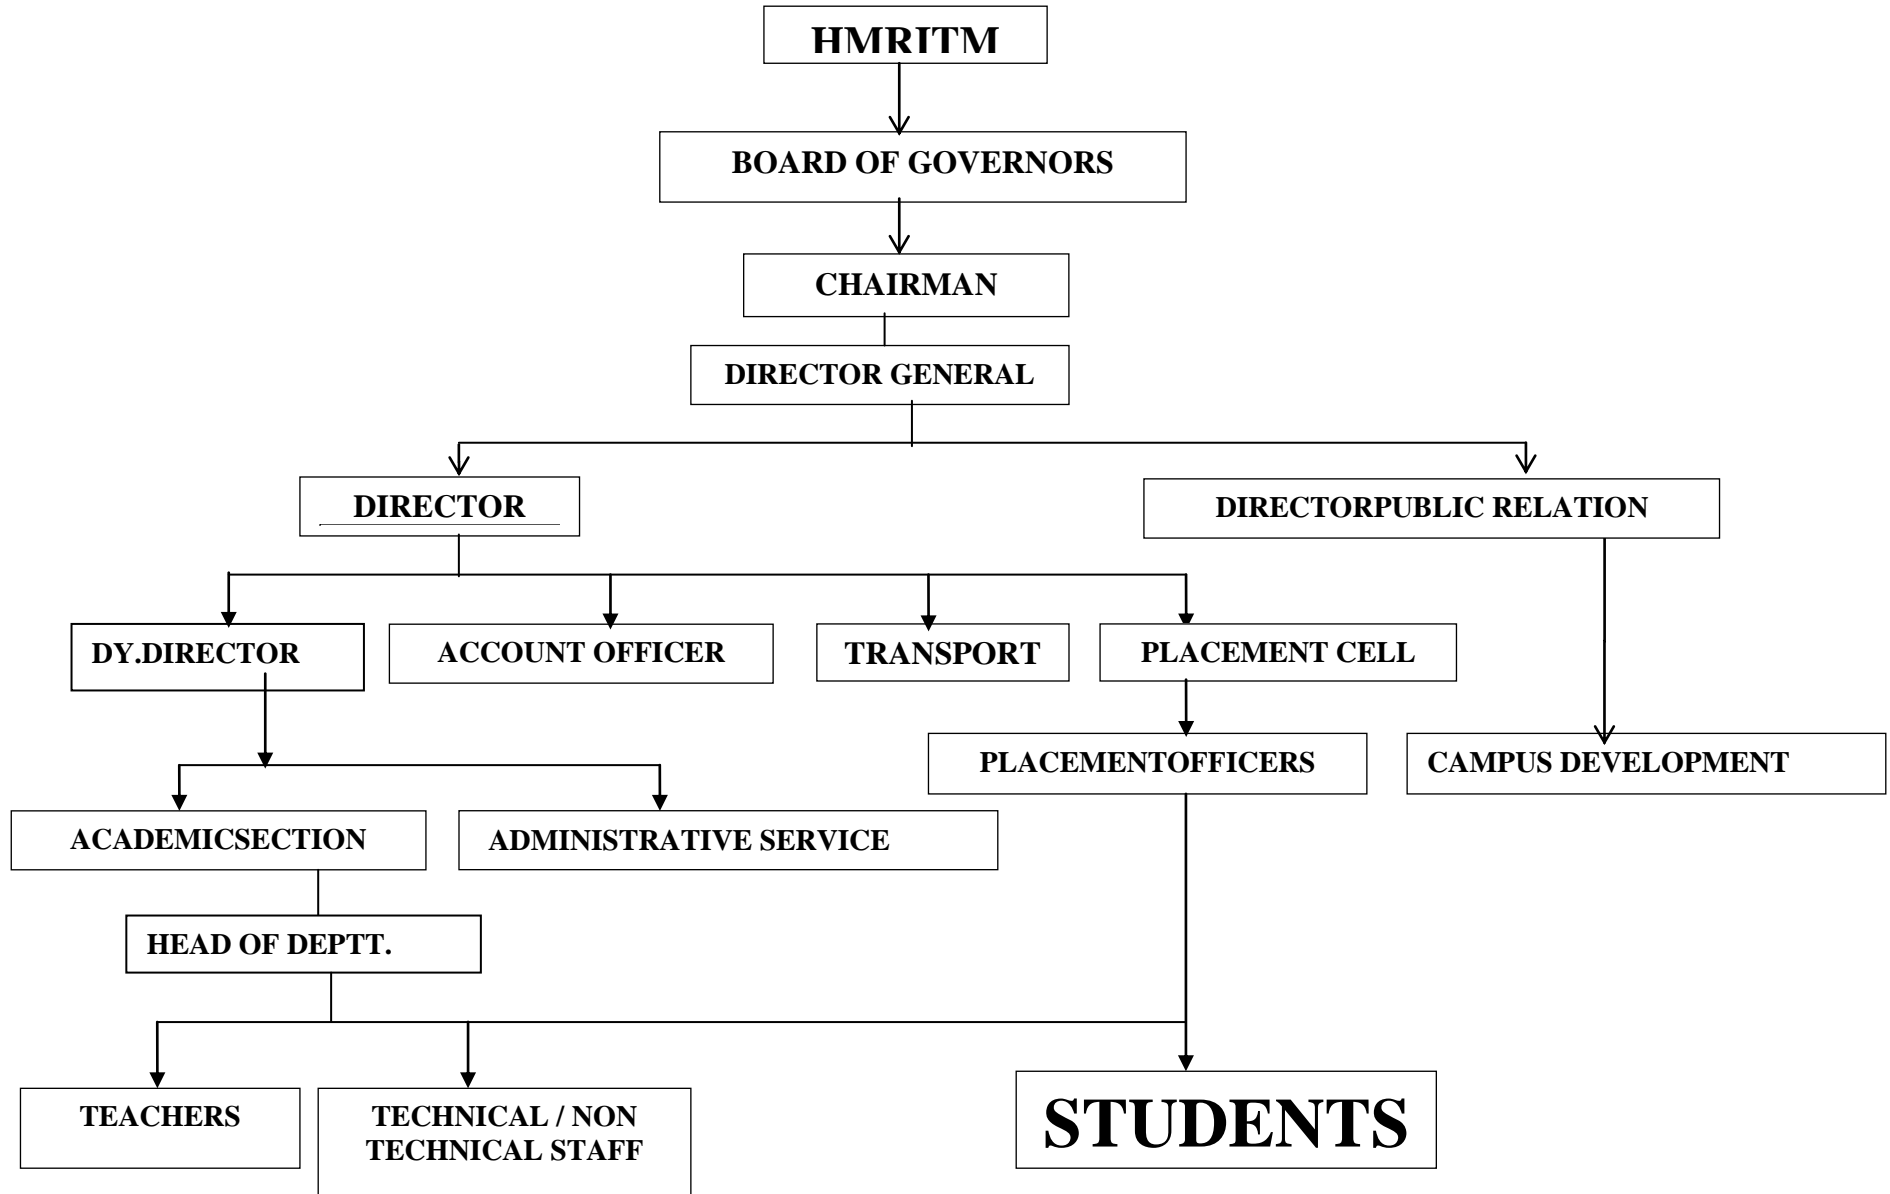 HMRITM
BOARD OF GOVERNORS
CHAIRMAN
DIRECTOR GENERAL
DIRECTOR
DIRECTORPUBLIC RELATION
DY.DIRECTOR
ACCOUNT OFFICER
TRANSPORT
PLACEMENT CELL
PLACEMENTOFFICERS
CAMPUS DEVELOPMENT
ACADEMICSECTION
ADMINISTRATIVE SERVICE
HEAD OF DEPTT.
TEACHERS
TECHNICAL / NON
TECHNICAL STAFF
STUDENTS